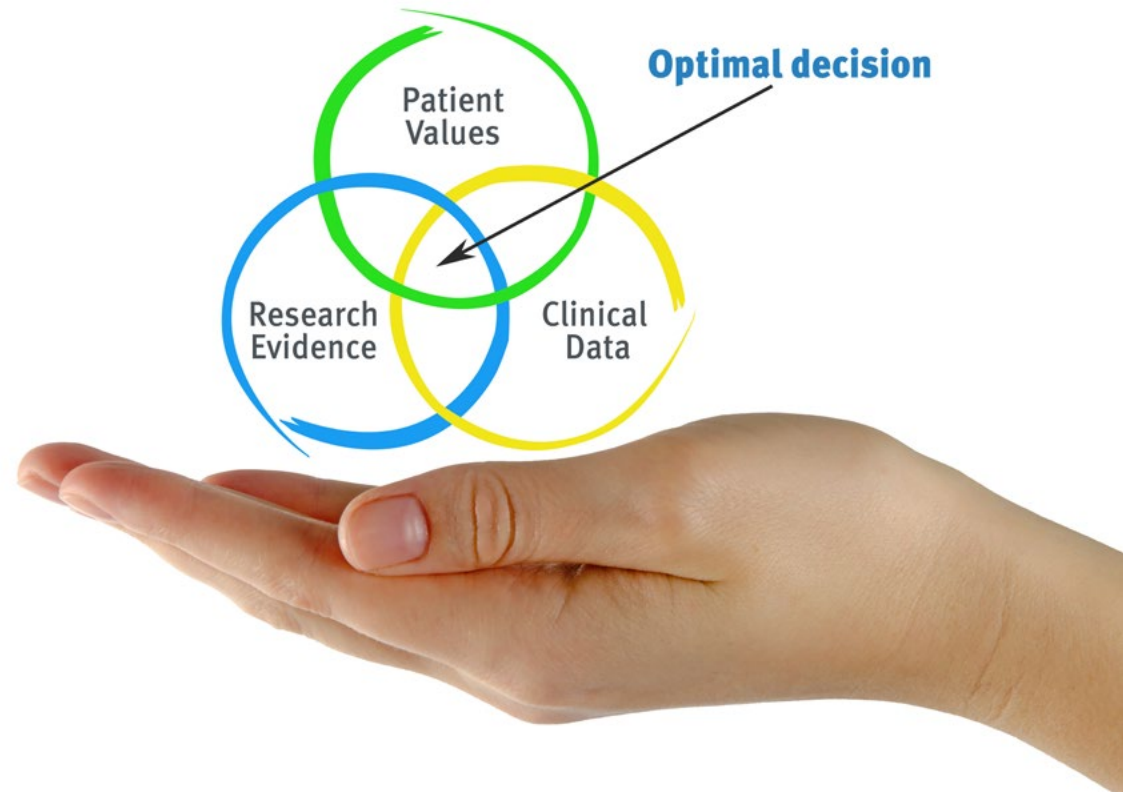 Optimal decision
Patient
Values
Research
Evidence
Clinical
Data